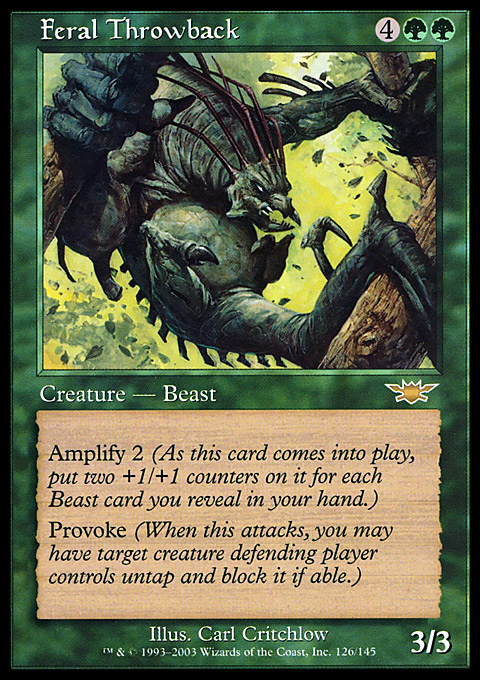 Feral Throwback 4
Creature — Beast
Amplify 2 (As this card comes into play,
put two +1/+1 counters on it for each
Beast card you reveal in your hand.)
Provoke (When this attacks, you may
have target creature defending player
controls untap and block it if able.)
Illus. Carl Critchlow
™ & © 1993-2003 Wizards of the Coast, Inc. 126/145
3/3